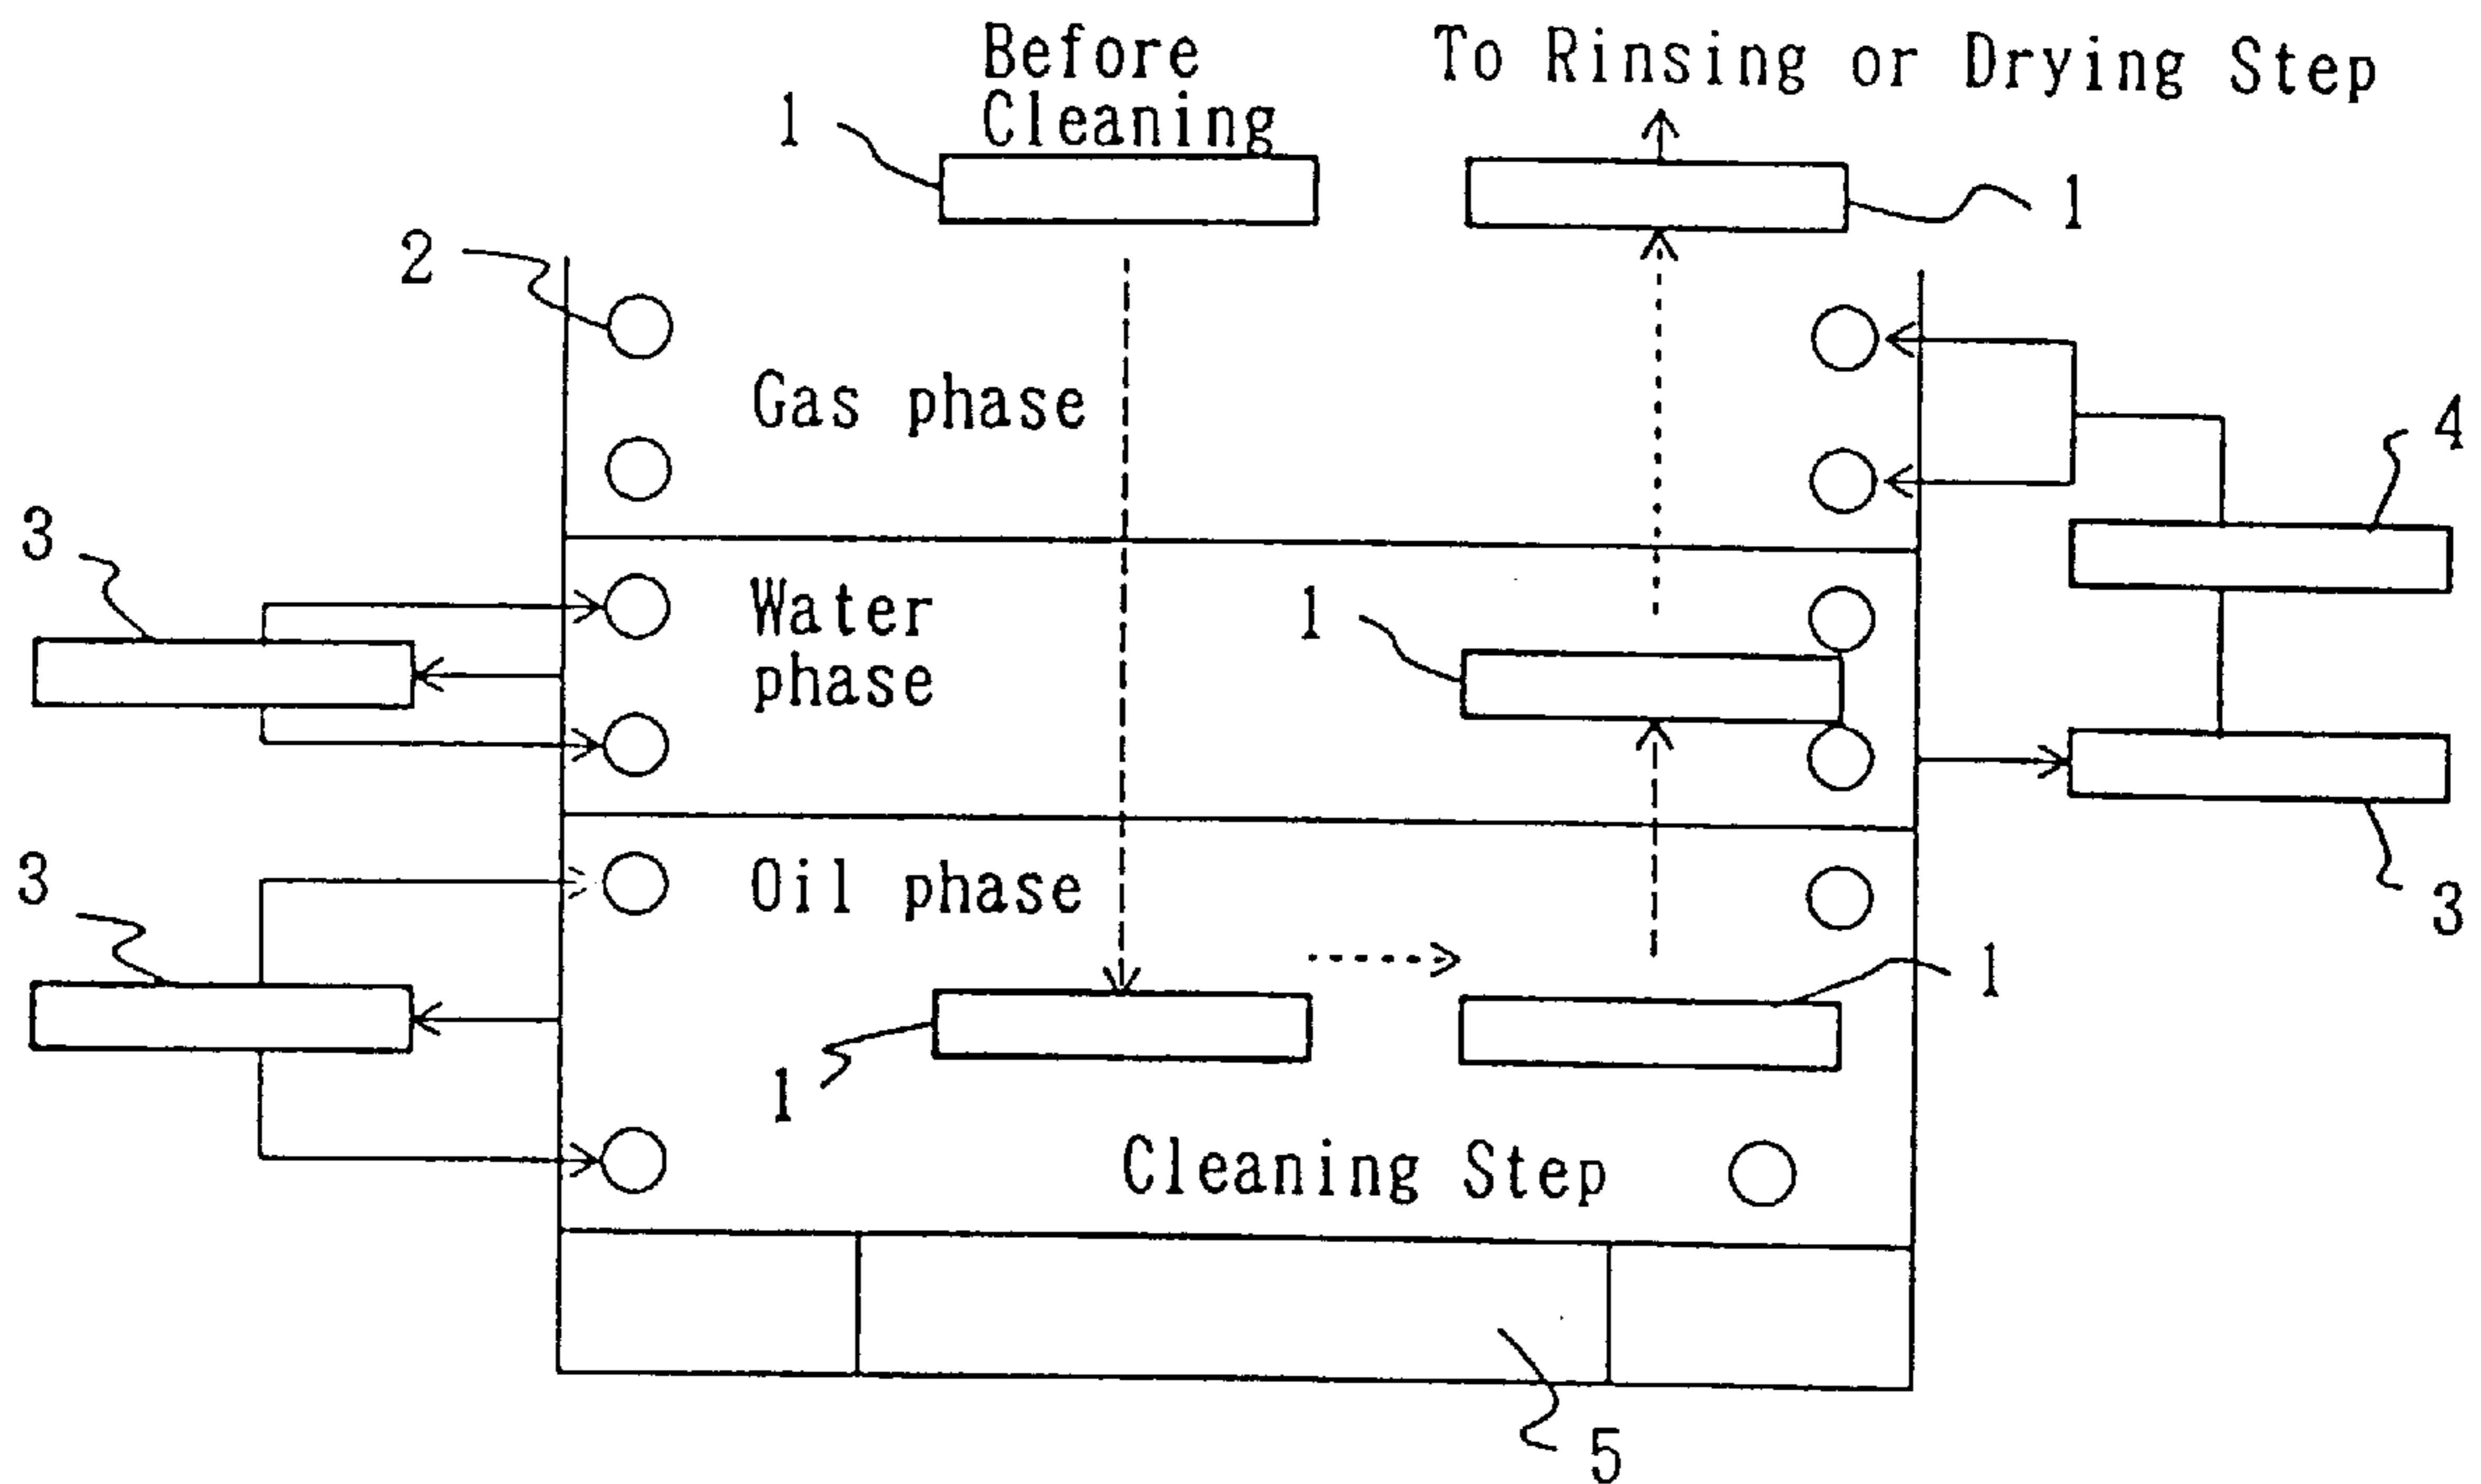 Before
Cleaning
To Rinsing or Drying Step
1
1
2
Gas phase
4
3
Water
phase
1
3
Oil phase
3
1
1
Cleaning Step
5